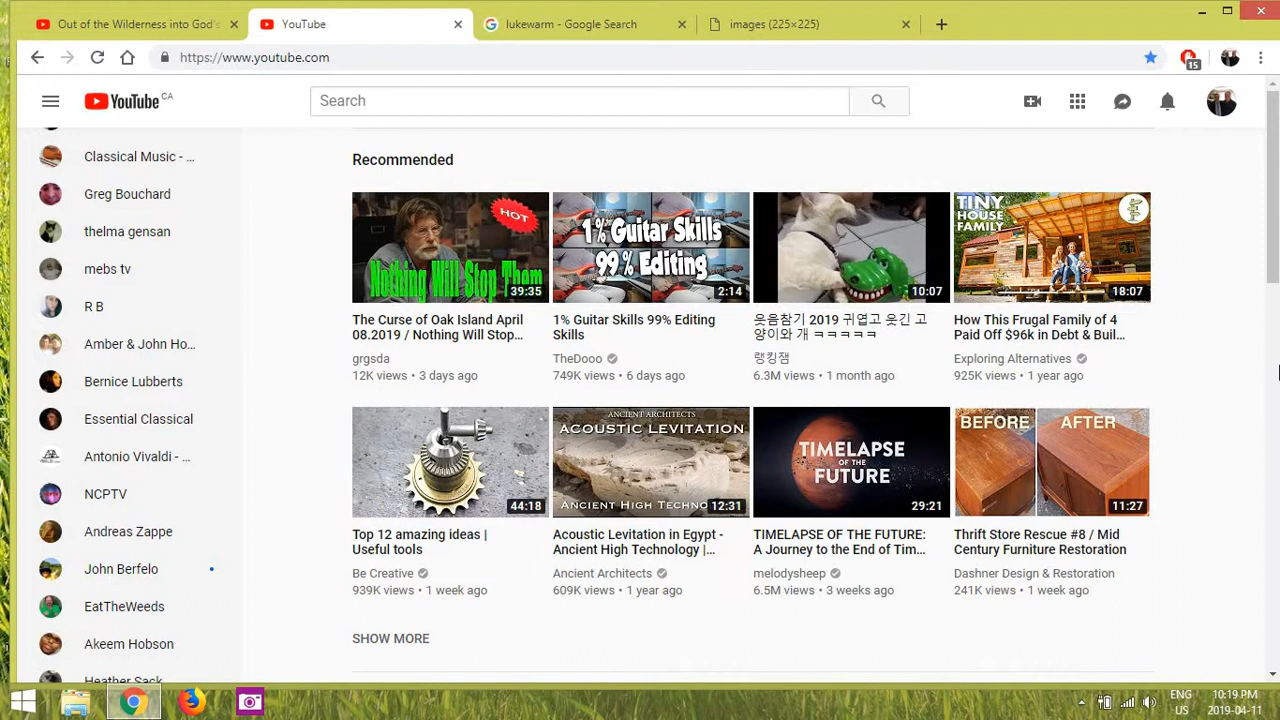 Out of the Wilderness into God's
YouTube
lukewarm - Google Search
images (225×225)
https://www.youtube.com
15
YouTube CA
Search
Classical Music - ...
Greg Bouchard
thelma gensan
mebs tv
R B
Amber & John Ho...
Bernice Lubberts
Essential Classical
Antonio Vivaldi - ...
NCPTV
Andreas Zappe
John Berfelo
EatTheWeeds
Akeem Hobson
Heather Sack
Recommended
HOT
Nothing Will Stop Them
39:35
The Curse of Oak Island April
08.2019 / Nothing Will Stop...
grgsda
12K views • 3 days ago
1% Guitar Skills
99% Editing
2:14
1% Guitar Skills 99% Editing
Skills
TheDooo
749K views • 6 days ago
10:07
웃음참기 2019 귀엽고 웃긴 고
양이와 개 ㅋㅋㅋㅋㅋ
랭킹잼
6.3M views • 1 month ago
TINY
HOUSE
FAMILY
18:07
How This Frugal Family of 4
Paid Off $96k in Debt & Buil...
Exploring Alternatives
925K views • 1 year ago
44:18
Top 12 amazing ideas |
Useful tools
Be Creative
939K views • 1 week ago
ANCIENT ARCHITECTS
ACOUSTIC LEVITATION
ANCIENT HIGH TECHNO
12:31
Acoustic Levitation in Egypt -
Ancient High Technology |...
Ancient Architects
609K views • 1 year ago
TIMELAPSE
OF THE
FUTURE
29:21
TIMELAPSE OF THE FUTURE:
A Journey to the End of Tim...
melodysheep
6.5M views • 3 weeks ago
BEFORE
AFTER
11:27
Thrift Store Rescue #8 / Mid
Century Furniture Restoration
Dashner Design & Restoration
241K views • 1 week ago
SHOW MORE
ENG
US
10:19 PM
2019-04-11